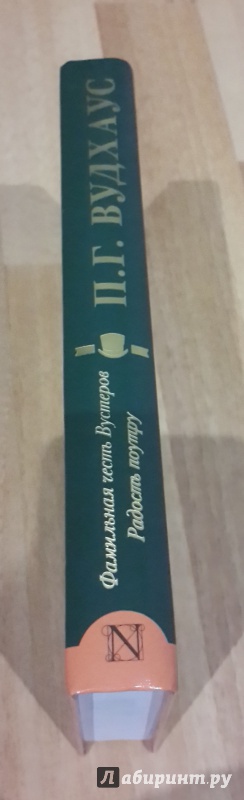 П.Г. ВУДХАУС
Фамильная честь Вустеров
Радость поутру
N
Лабиринт.ру